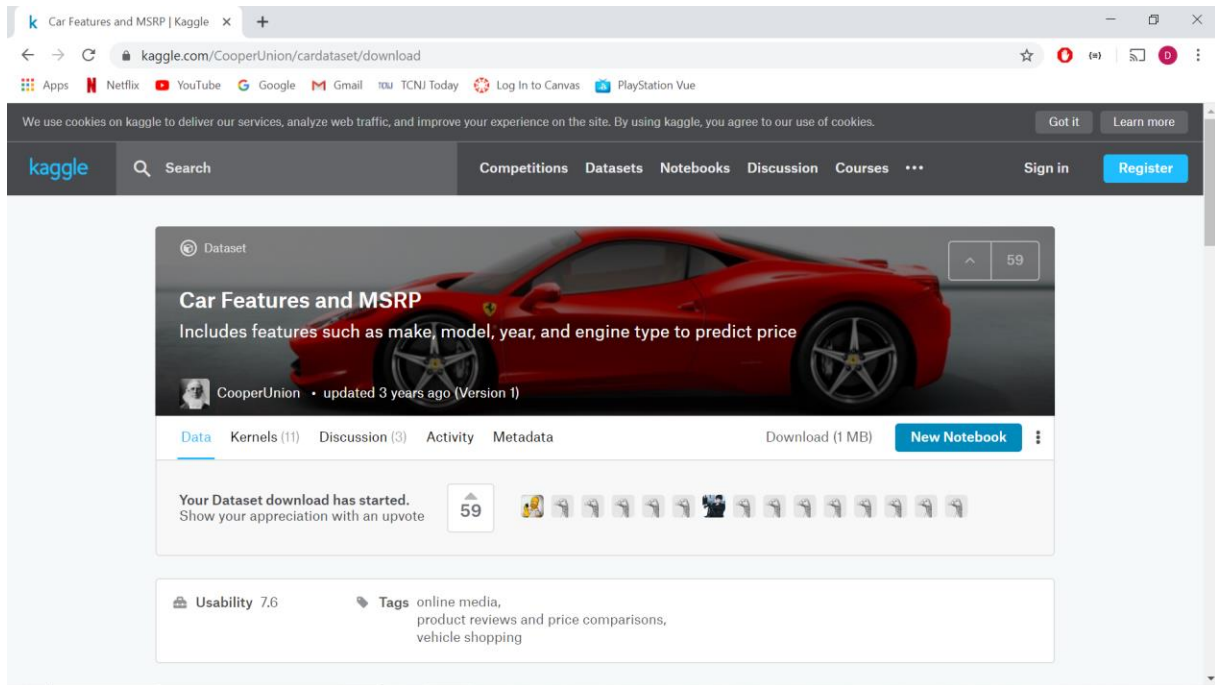 k Car Features and MSRP | Kaggle
kaggle.com/CooperUnion/cardataset/download
D
Apps N Netflix YouTube G Google M Gmail TCNJ TCNJ Today Log In to Canvas PlayStation Vue
We use cookies on kaggle to deliver our services, analyze web traffic, and improve your experience on the site. By using kaggle, you agree to our use of cookies. Got it Learn more
kaggle Search Competitions Datasets Notebooks Discussion Courses ••• Sign in Register
Dataset 59
Car Features and MSRP
Includes features such as make, model, year, and engine type to predict price
CooperUnion • updated 3 years ago (Version 1)
Data Kernels (11) Discussion (3) Activity Metadata Download (1 MB) New Notebook
Your Dataset download has started.
Show your appreciation with an upvote
59
Usability 7.6 Tags online media,
product reviews and price comparisons,
vehicle shopping